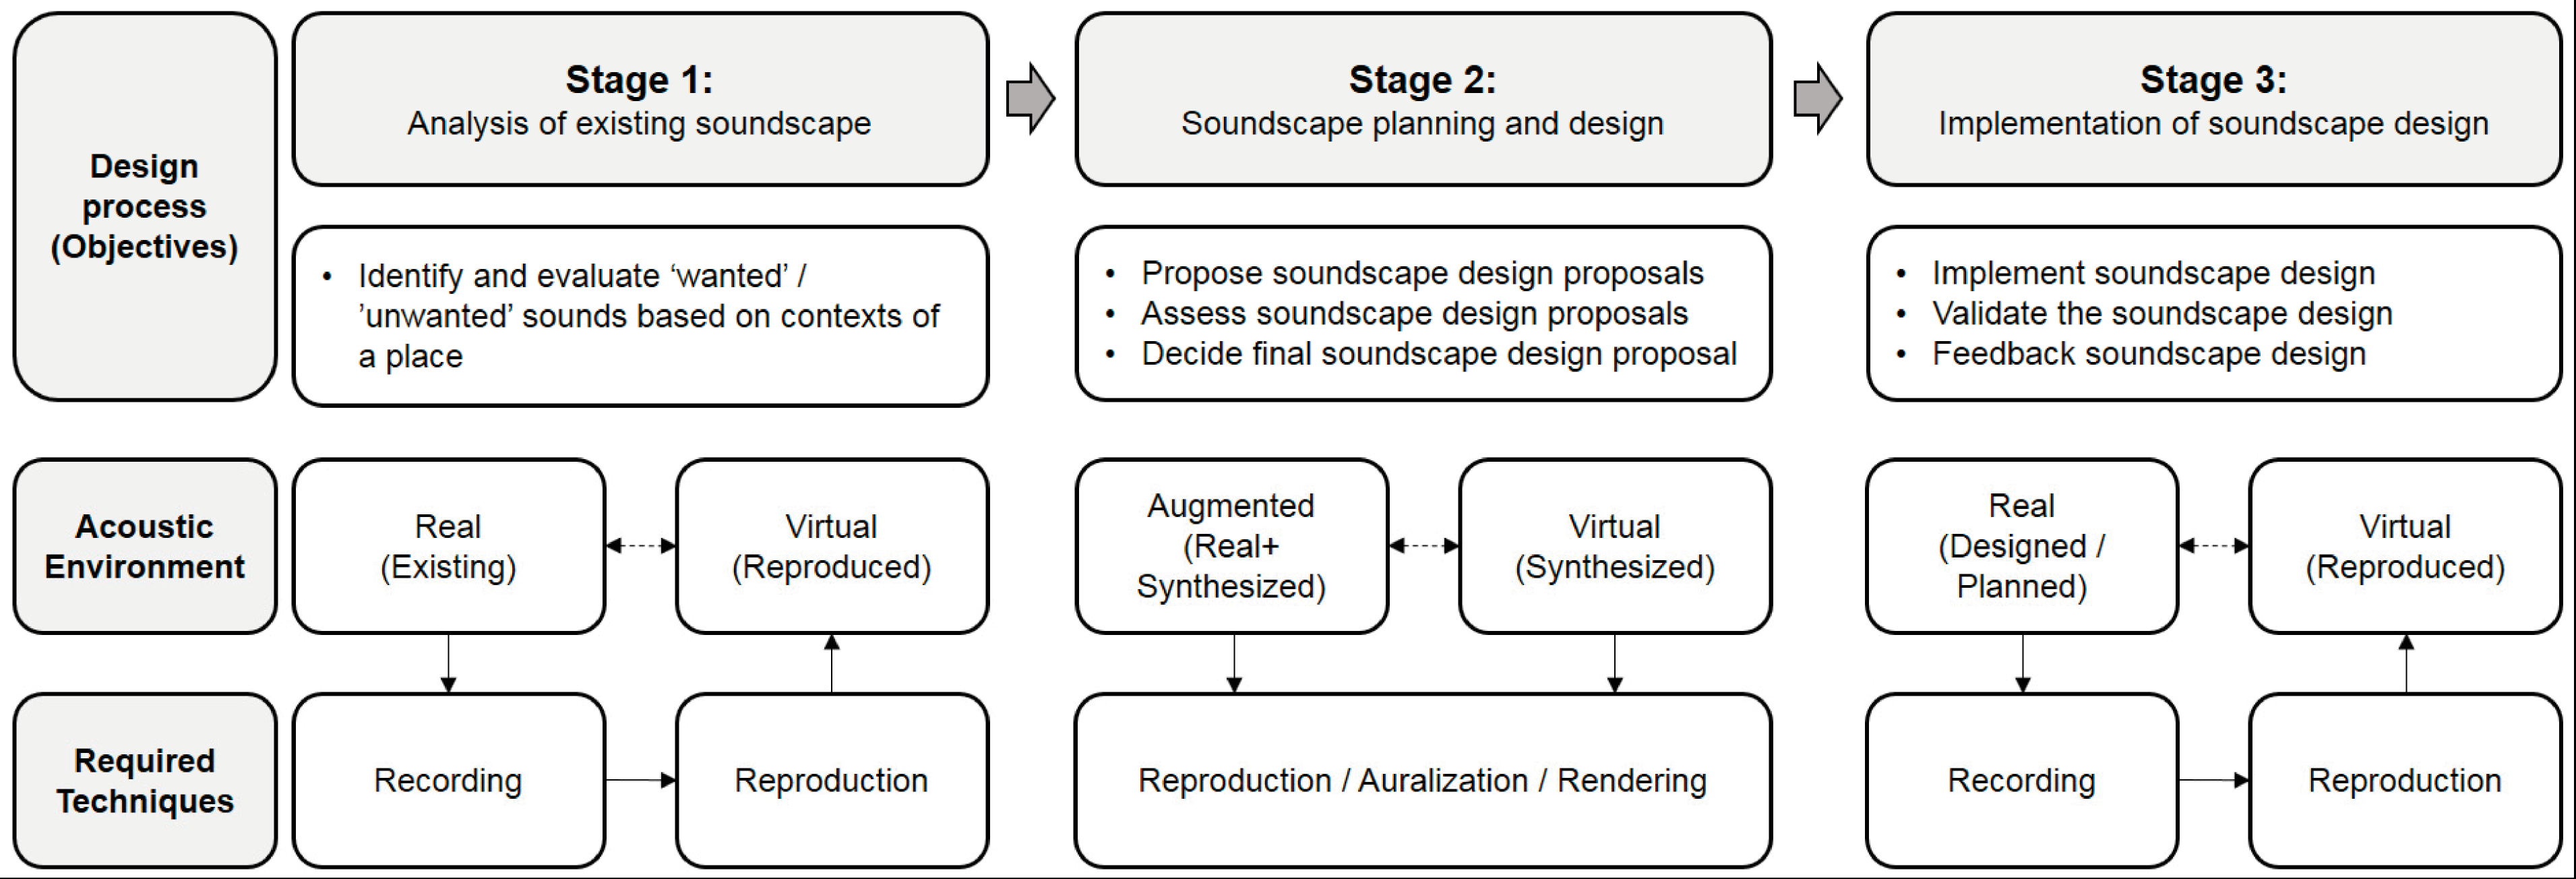 Design
process
(Objectives)
Stage 1:
Analysis of existing soundscape
Stage 2:
Soundscape planning and design
Stage 3:
Implementation of soundscape design
• Identify and evaluate ‘wanted’ /
’unwanted’ sounds based on contexts of
a place
• Propose soundscape design proposals
• Assess soundscape design proposals
• Decide final soundscape design proposal
• Implement soundscape design
• Validate the soundscape design
• Feedback soundscape design
Acoustic
Environment
Real
(Existing)
Virtual
(Reproduced)
Augmented
(Real+
Synthesized)
Virtual
(Synthesized)
Real
(Designed /
Planned)
Virtual
(Reproduced)
Required
Techniques
Recording
Reproduction
Reproduction / Auralization / Rendering
Recording
Reproduction